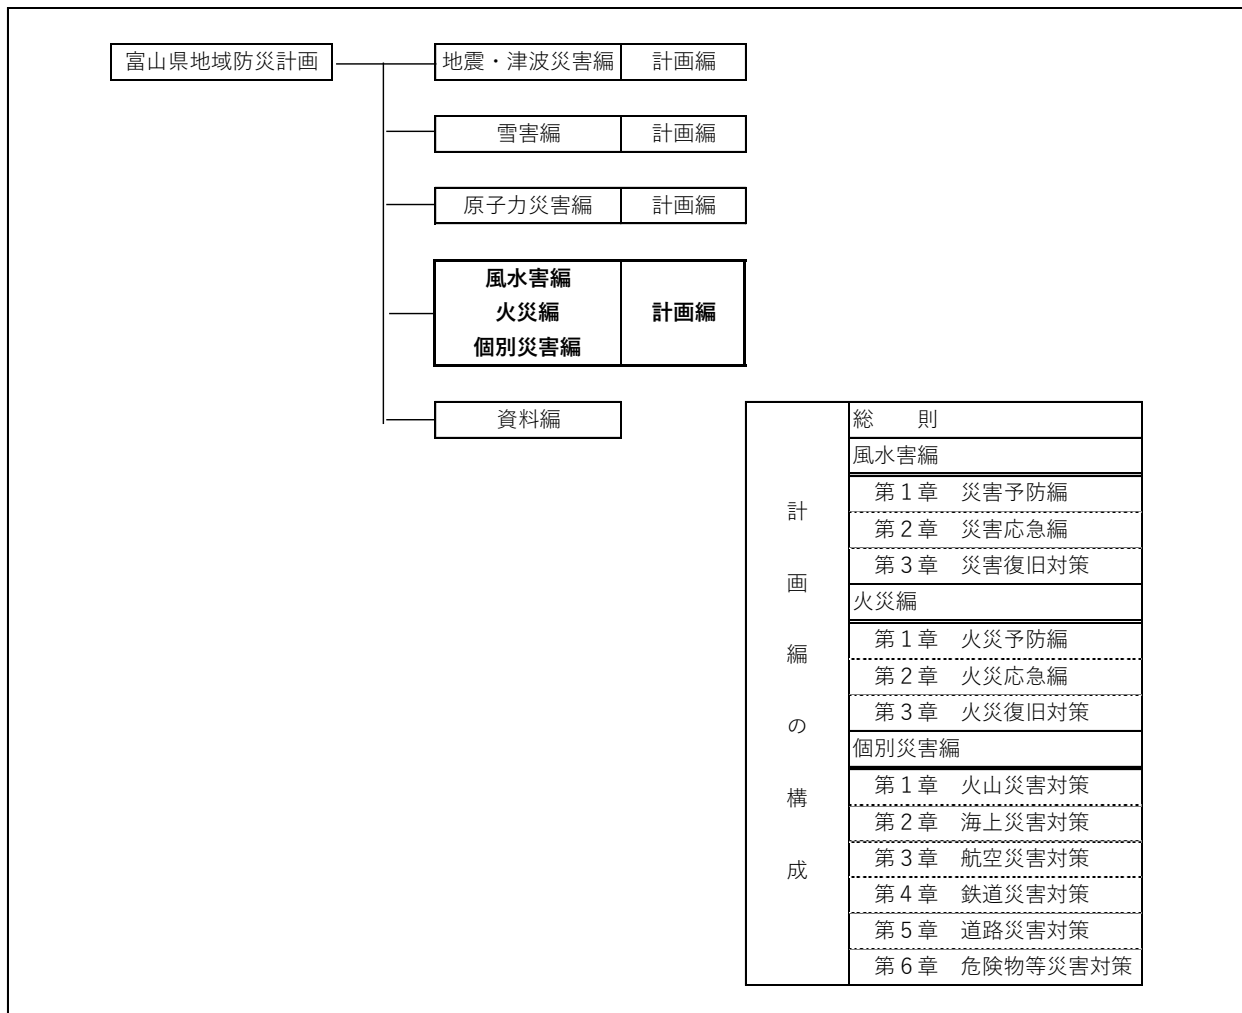 富山県地域防災計画
地震・津波災害編 計画編
雪害編 計画編
原子力災害編 計画編
風水害編
火災編 計画編
個別災害編
資料編
計画編の構成
総　　則
風水害編
第１章　災害予防編
第２章　災害応急編
第３章　災害復旧対策
火災編
第１章　火災予防編
第２章　火災応急編
第３章　火災復旧対策
個別災害編
第１章　火山災害対策
第２章　海上災害対策
第３章　航空災害対策
第４章　鉄道災害対策
第５章　道路災害対策
第６章　危険物等災害対策